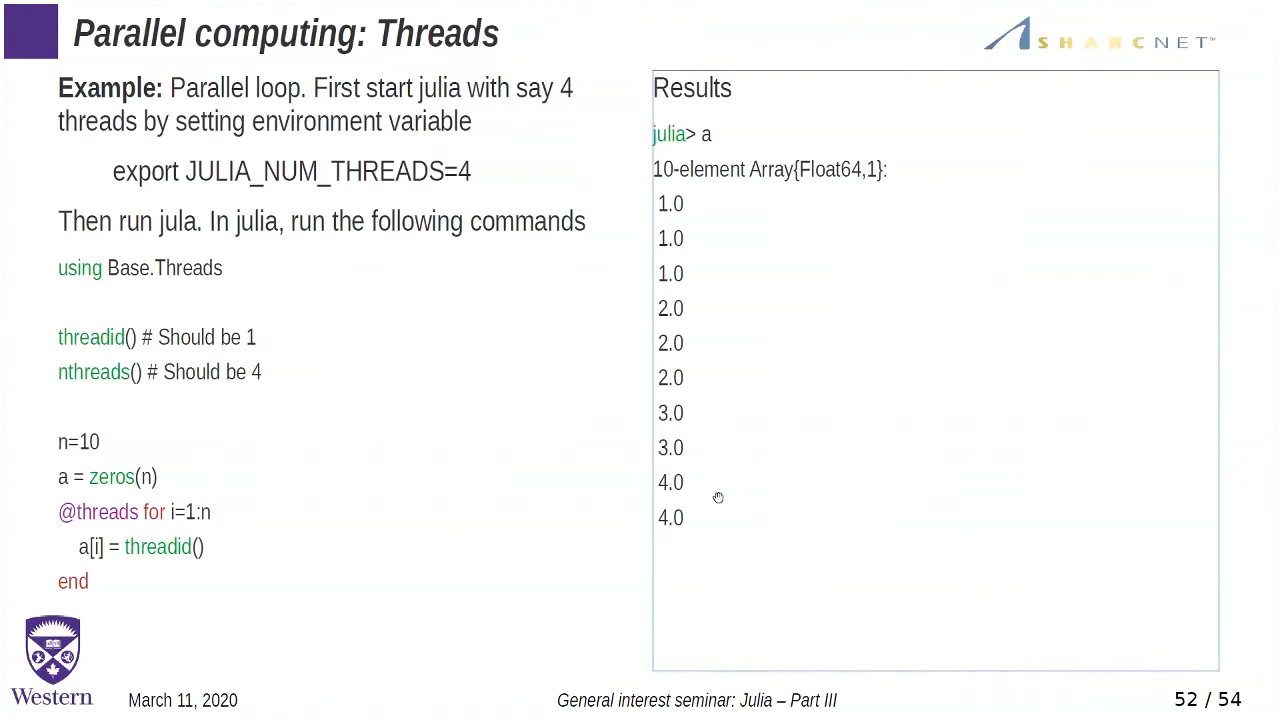 Parallel computing: Threads
SHARCNET™
Example: Parallel loop. First start julia with say 4
threads by setting environment variable
export JULIA_NUM_THREADS=4
Then run jula. In julia, run the following commands
using Base.Threads
threadid() # Should be 1
nthreads() # Should be 4
n=10
a = zeros(n)
@threads for i=1:n
a[i] = threadid()
end
Results
julia> a
10-element Array{Float64,1}:
1.0
1.0
1.0
2.0
2.0
2.0
3.0
3.0
4.0
4.0
Western
March 11, 2020
General interest seminar: Julia – Part III
52 / 54